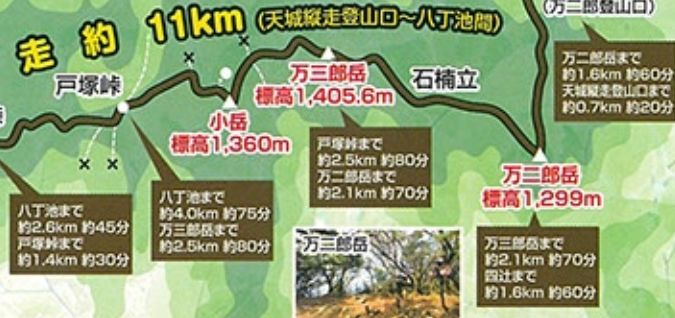 (万二郎登山口)
走 約 11km (天城縦走登山口〜八丁池間)
戸塚峠
小岳
標高1,360m
万三郎岳
標高1,405.6m
石楠立
万二郎岳
標高1,299m
万二郎岳まで
約1.6km 約60分
天城縦走登山口まで
約0.7km 約20分
八丁池まで
約2.6km 約45分
戸塚峠まで
約1.4km 約30分
八丁池まで
約4.0km 約75分
万三郎岳まで
約2.5km 約80分
戸塚峠まで
約2.5km 約80分
万二郎岳まで
約2.1km 約70分
万三郎岳まで
約2.1km 約70分
四辻まで
約1.6km 約60分
万二郎岳